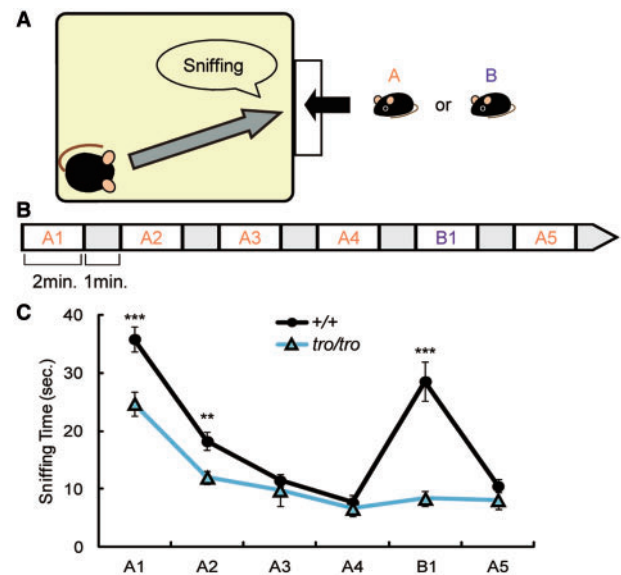 A
Sniffing
A
B
or
B
A1 A2 A3 A4 B1 A5
2min. 1min.
C
40
30
20
10
0
Sniffing Time (sec.)
+/+
tro/tro
***
**
***
A1 A2 A3 A4 B1 A5